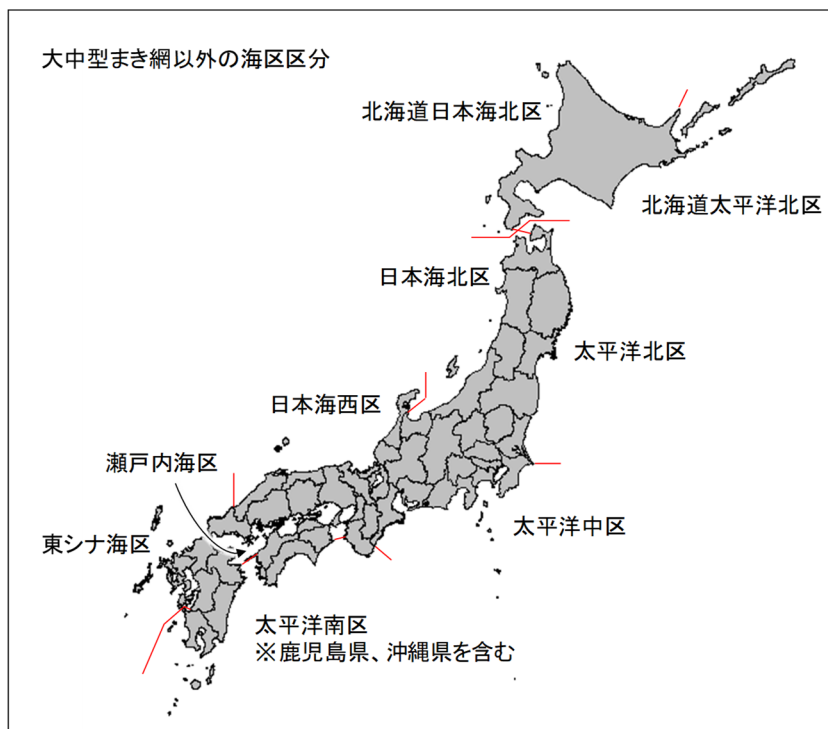 大中型まき網以外の海区区分
北海道日本海北区
北海道太平洋北区
日本海北区
太平洋北区
日本海西区
瀬戸内海区
太平洋中区
東シナ海区
太平洋南区
※鹿児島県、沖縄県を含む